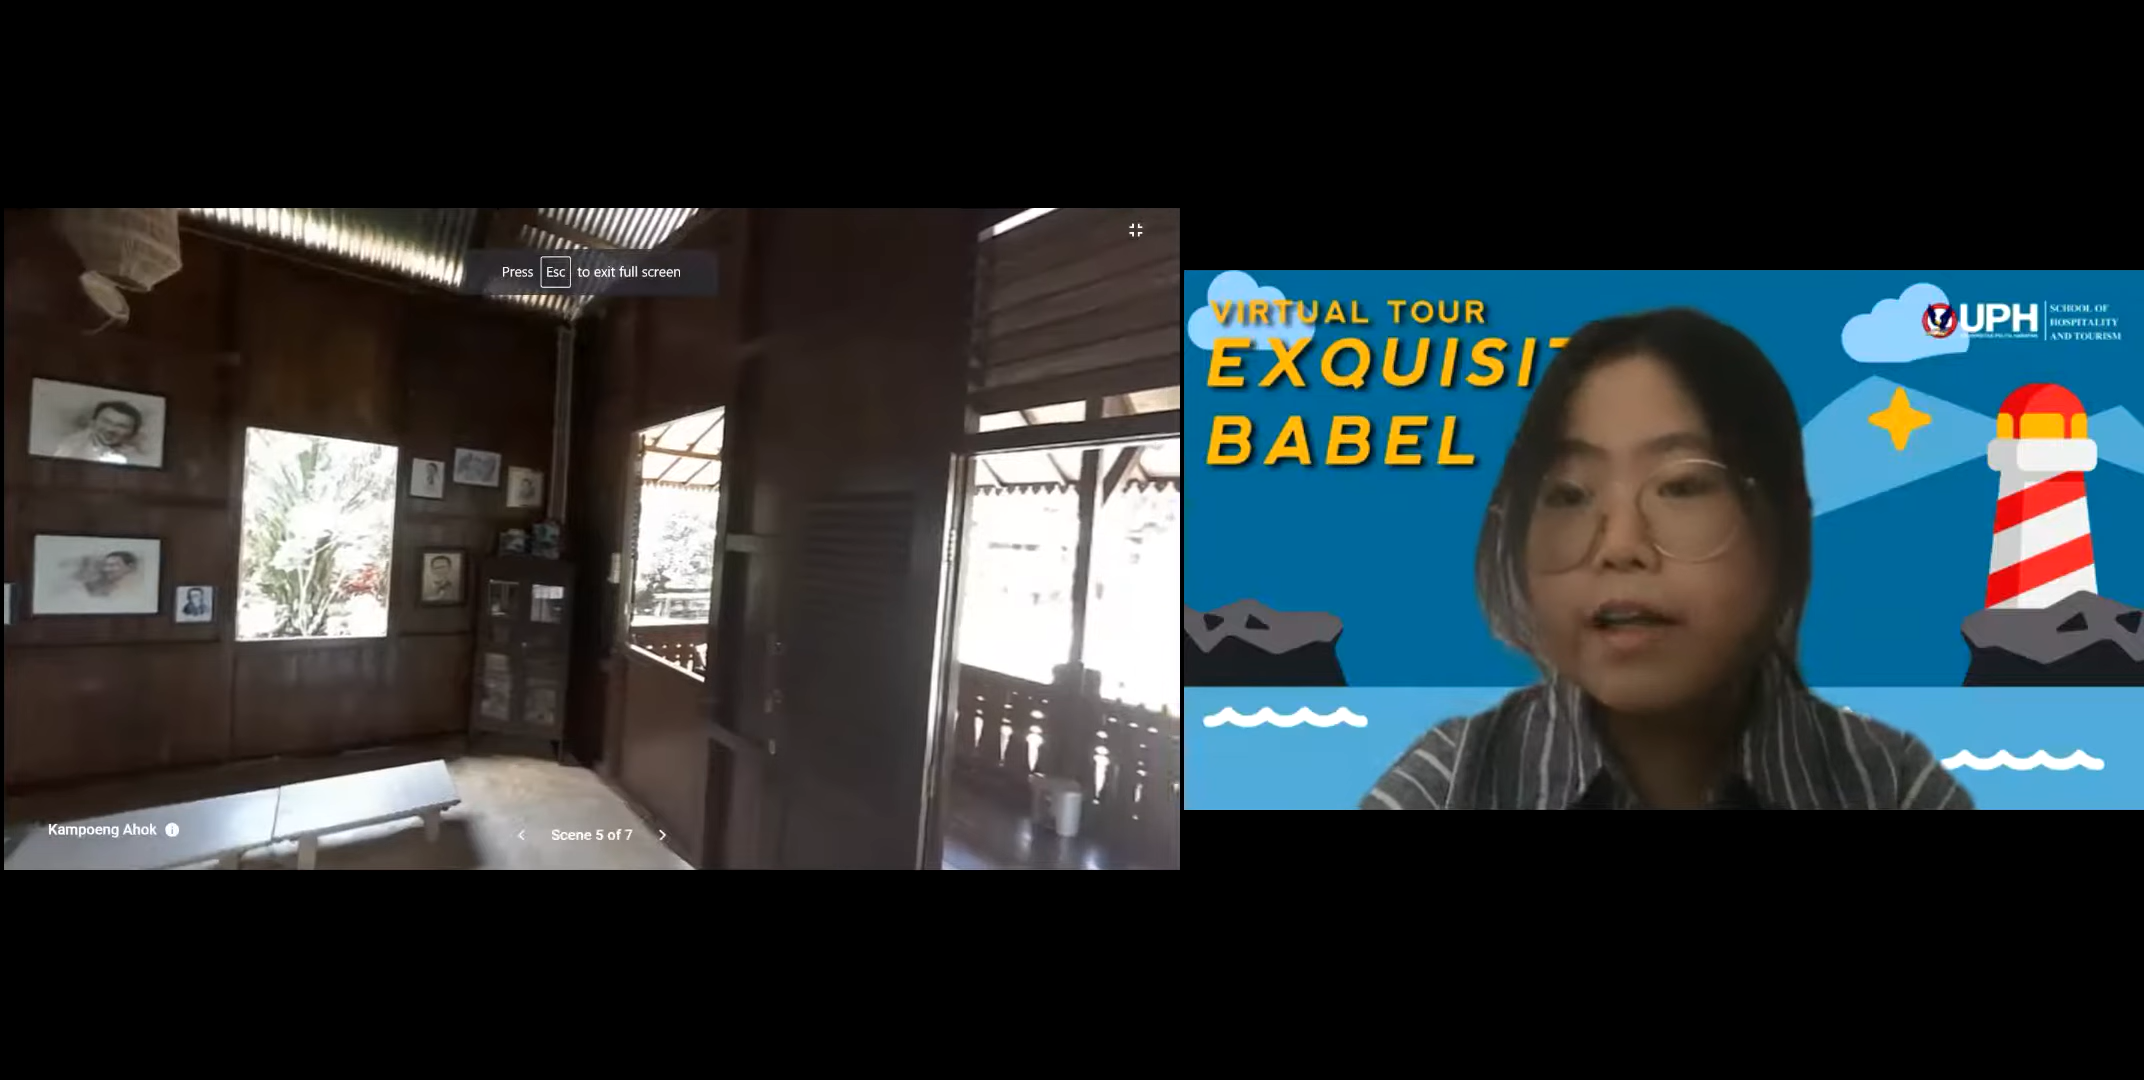 Press Esc to exit full screen
Kampoeng Ahok
Scene 5 of 7
VIRTUAL TOUR
EXQUISIT
BABEL
UPH
SCHOOL OF
HOSPITALITY
AND TOURISM